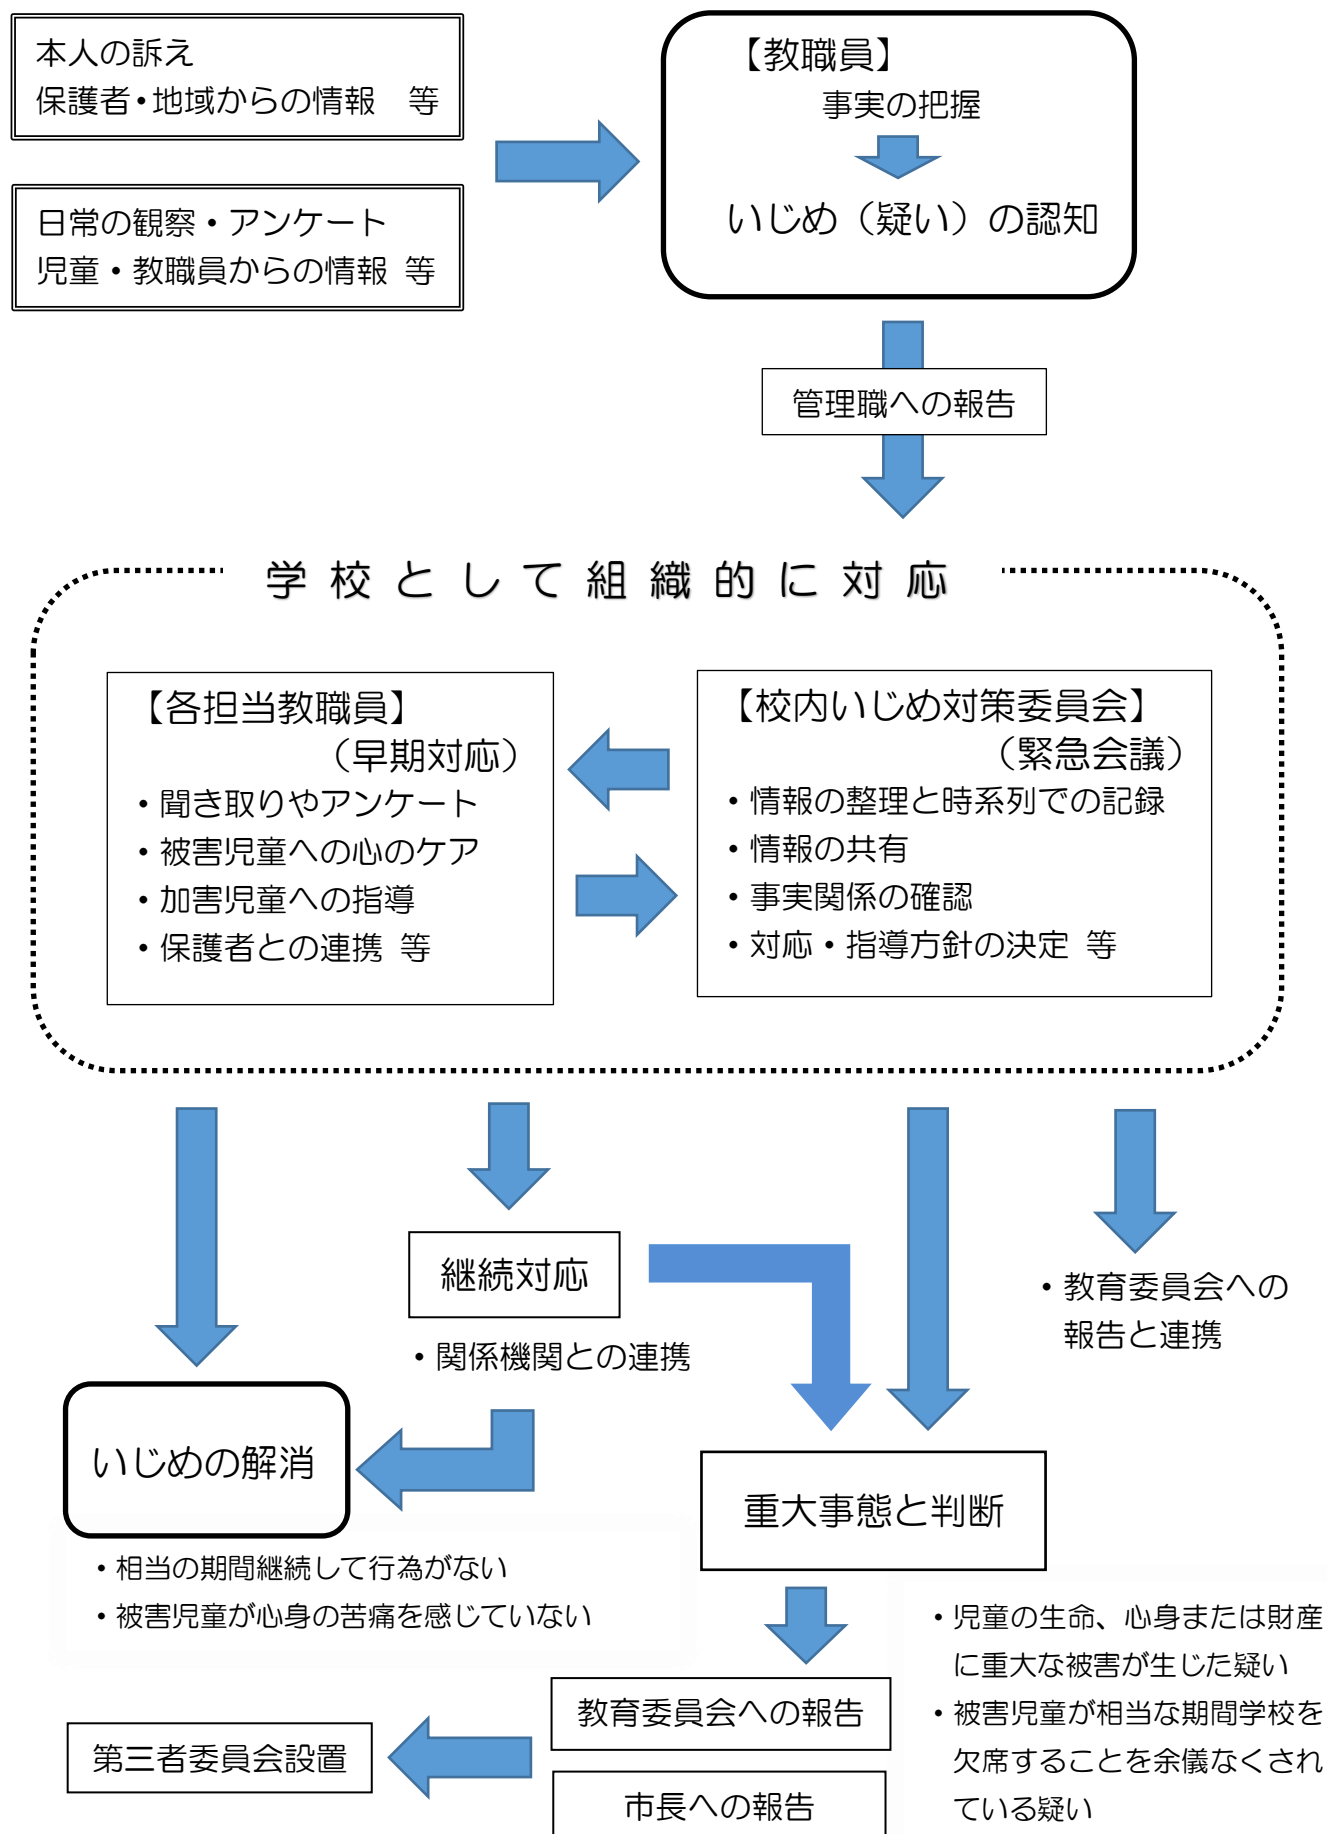 本人の訴え
保護者・地域からの情報　等
日常の観察・アンケート
児童・教職員からの情報 等
【教職員】
事実の把握
いじめ（疑い）の認知
管理職への報告
学校として組織的に対応
【各担当教職員】
（早期対応）
・聞き取りやアンケート
・被害児童への心のケア
・加害児童への指導
・保護者との連携 等
【校内いじめ対策委員会】
（緊急会議）
・情報の整理と時系列での記録
・情報の共有
・事実関係の確認
・対応・指導方針の決定 等
継続対応
・関係機関との連携
・教育委員会への
報告と連携
いじめの解消
・相当の期間継続して行為がない
・被害児童が心身の苦痛を感じていない
重大事態と判断
・児童の生命、心身または財産
に重大な被害が生じた疑い
・被害児童が相当な期間学校を
欠席することを余儀なくされ
ている疑い
教育委員会への報告
市長への報告
第三者委員会設置